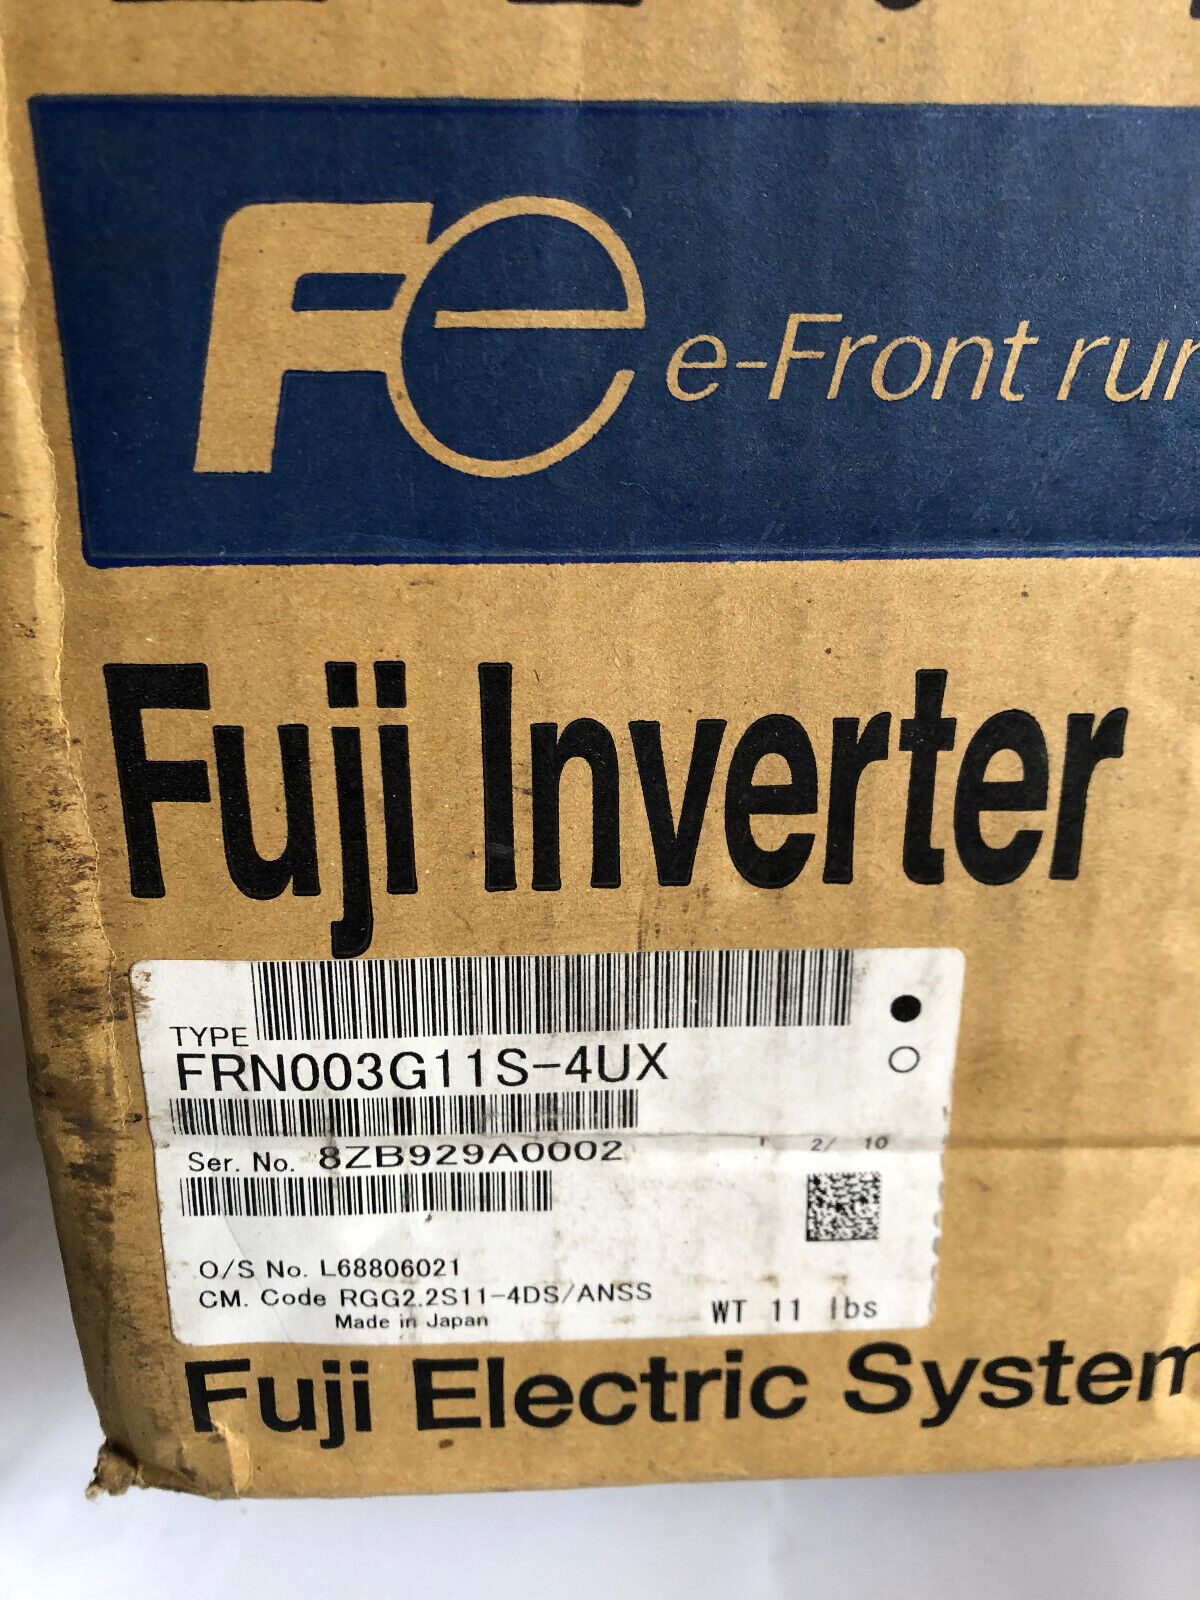 Fe e-Front run
Fuji Inverter
TYPE
FRN003G11S-4UX
Ser. No. 8ZB929A0002
2/ 10
O/S No. L68806021
CM. Code RGG2.2S11-4DS/ANSS
Made in Japan
WT 11 lbs
Fuji Electric System